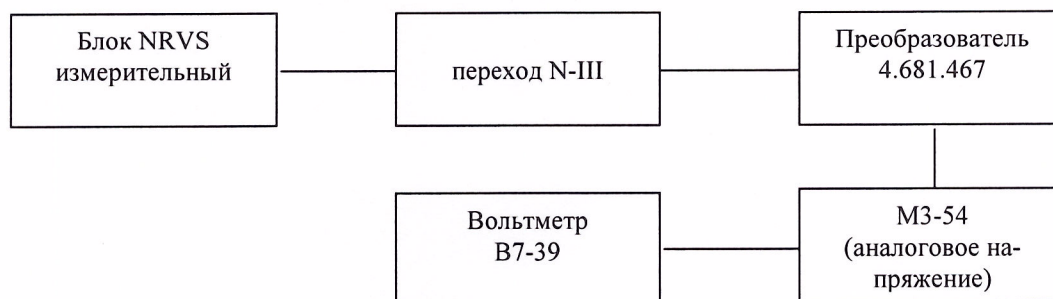 Блок NRVS
измерительный
переход N-III
Преобразователь
4.681.467
Вольтметр
В7-39
М3-54
(аналоговое на-
пряжение)